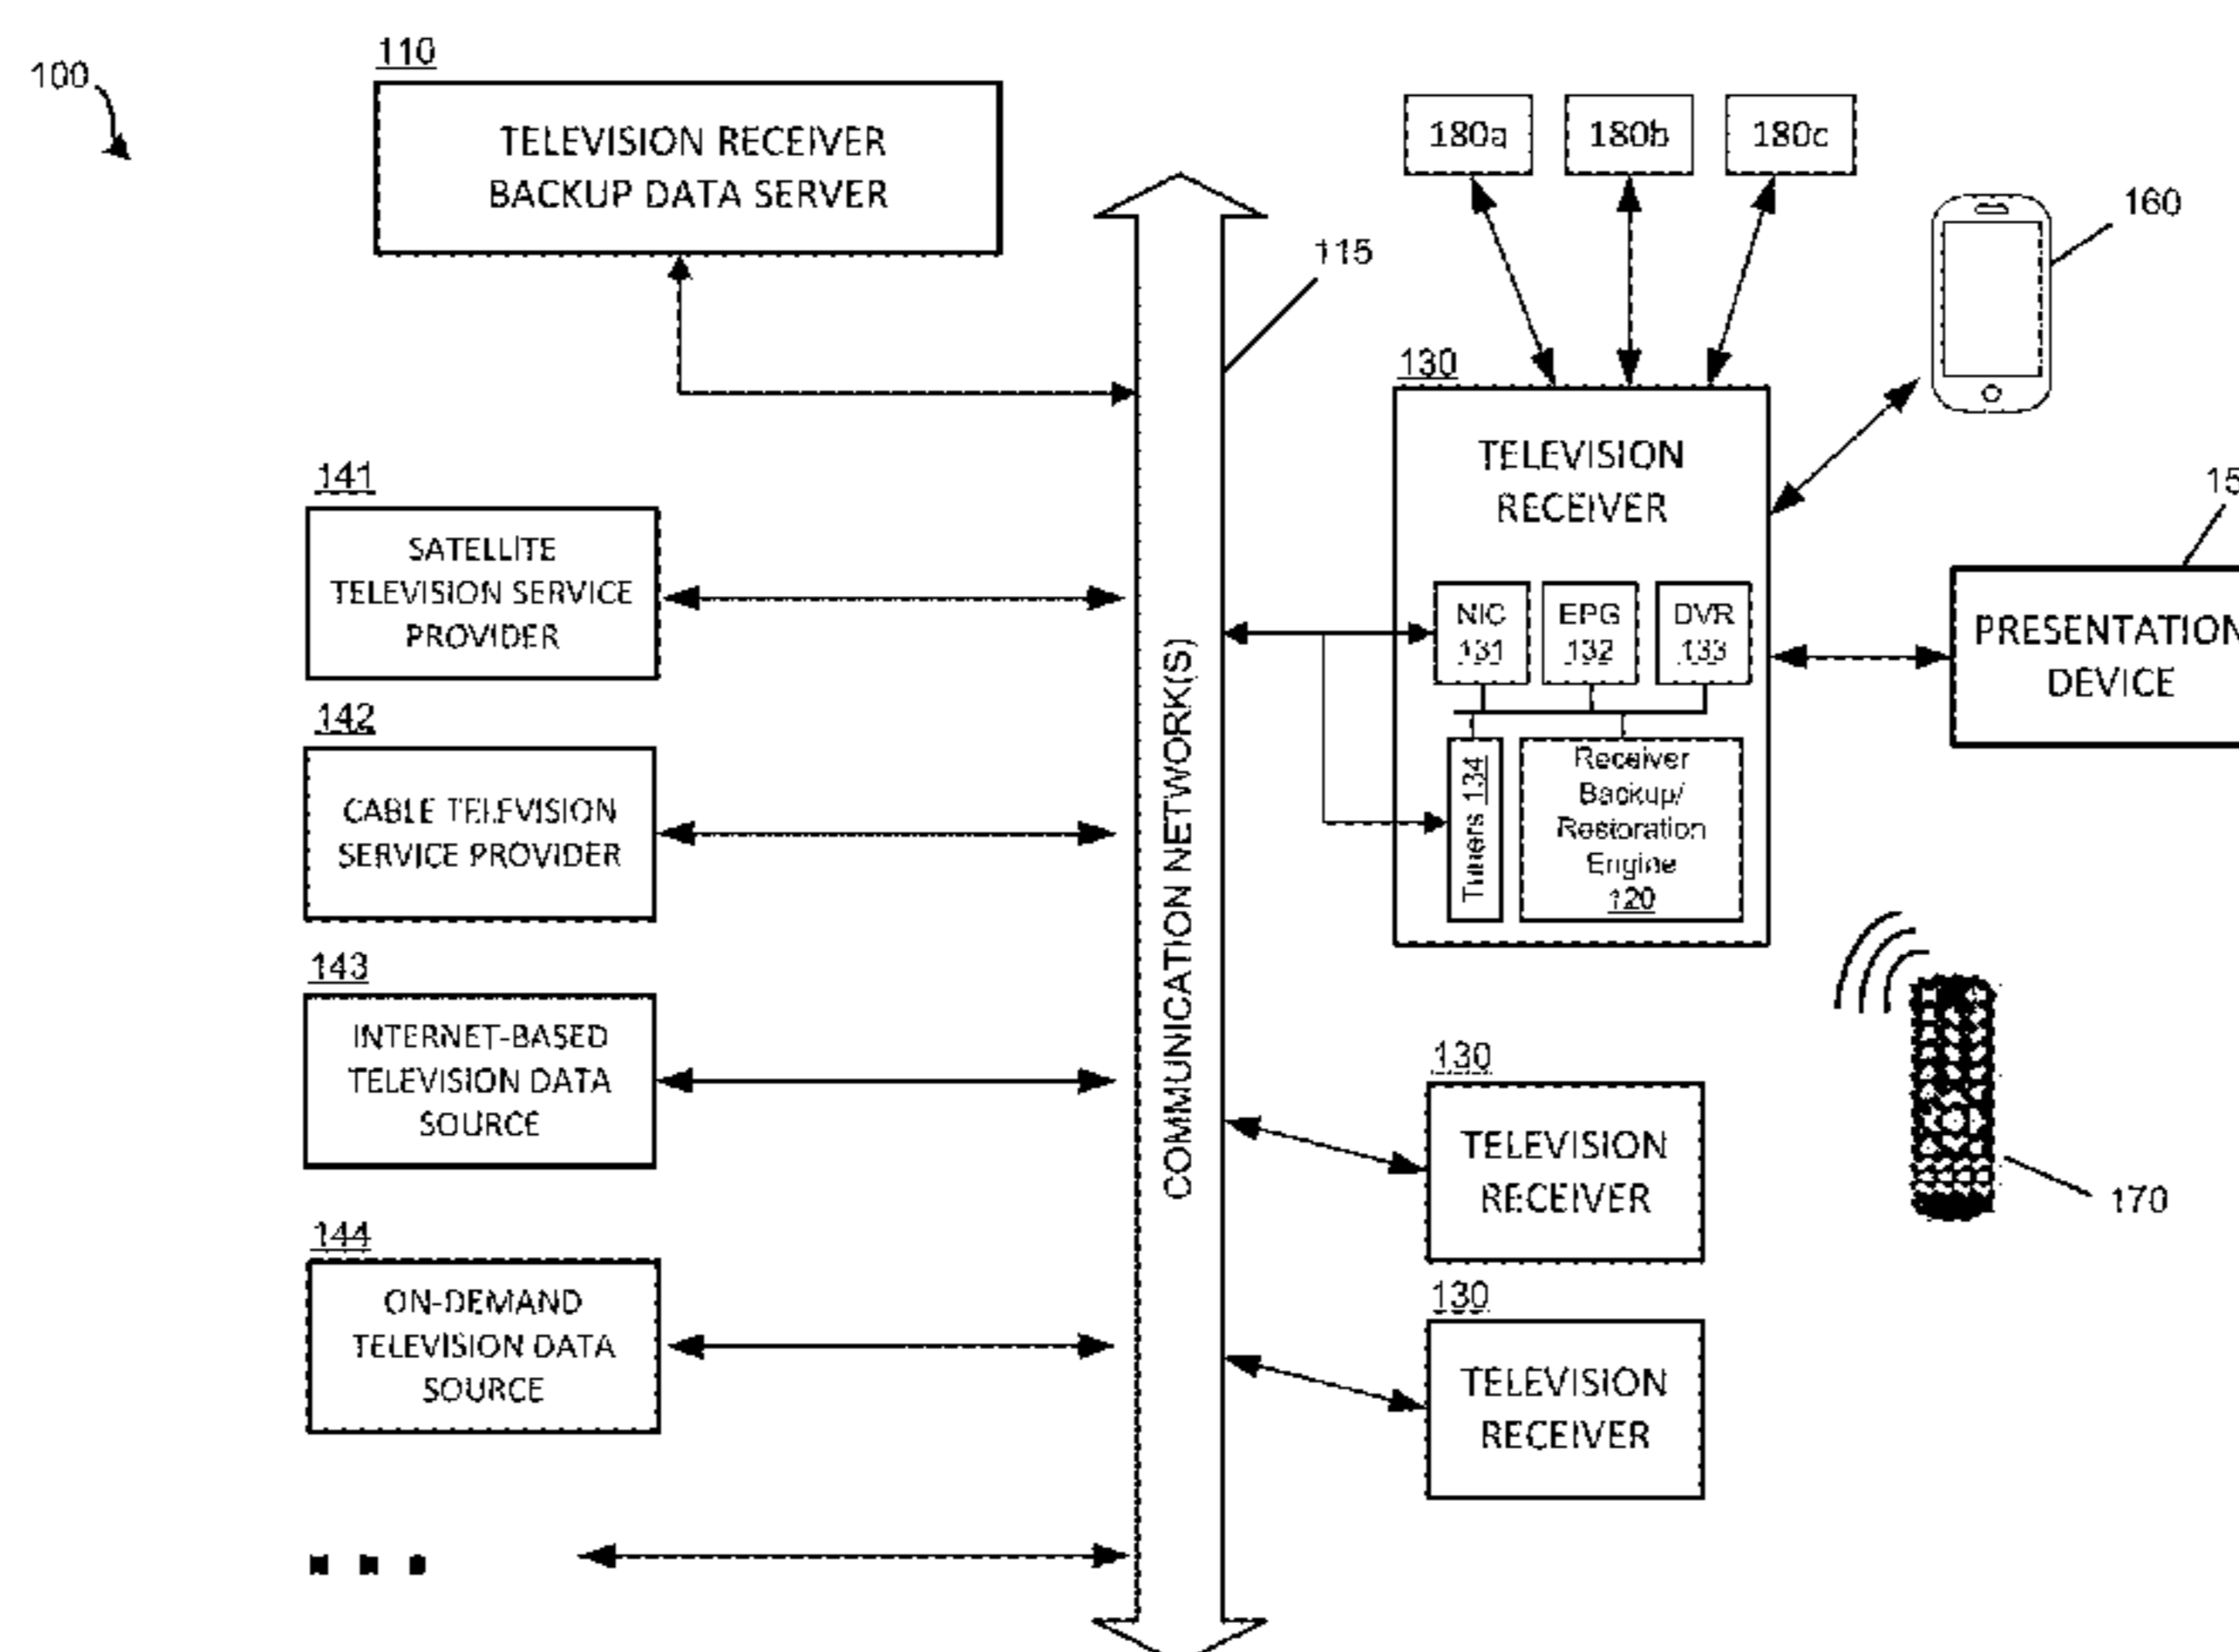 100
110
TELEVISION RECEIVER
BACKUP DATA SERVER
180a
180b
180c
160
115
130
TELEVISION
RECEIVER
NIC
131
EPG
132
DVR
133
Tuners 134
Receiver
Backup/
Restoration
Engine
120
15
PRESENTATION
DEVICE
141
SATELLITE
TELEVISION SERVICE
PROVIDER
142
CABLE TELEVISION
SERVICE PROVIDER
143
INTERNET-BASED
TELEVISION DATA
SOURCE
144
ON-DEMAND
TELEVISION DATA
SOURCE
...
COMMUNICATION NETWORK(S)
130
TELEVISION
RECEIVER
130
TELEVISION
RECEIVER
170